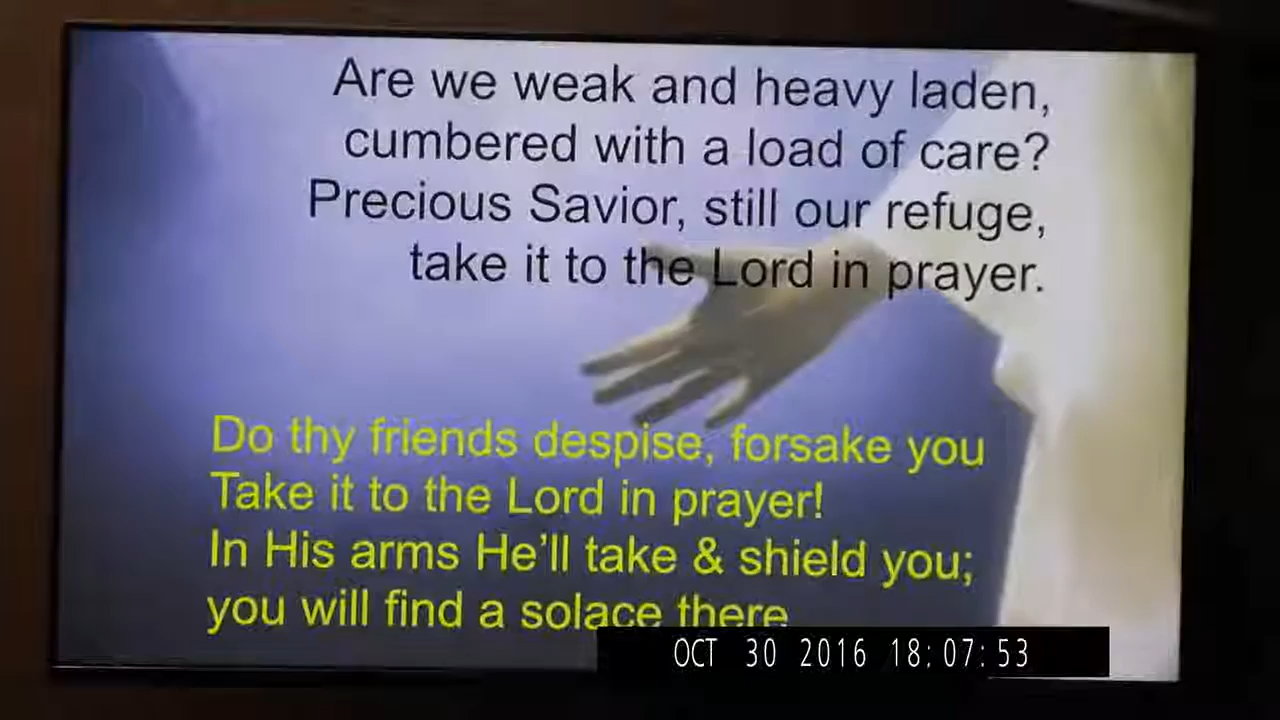 Are we weak and heavy laden,
cumbered with a load of care?
Precious Savior, still our refuge,
take it to the Lord in prayer.
Do thy friends despise, forsake you
Take it to the Lord in prayer!
In His arms He'll take & shield you;
you will find a solace there
OCT 30 2016 18:07:53